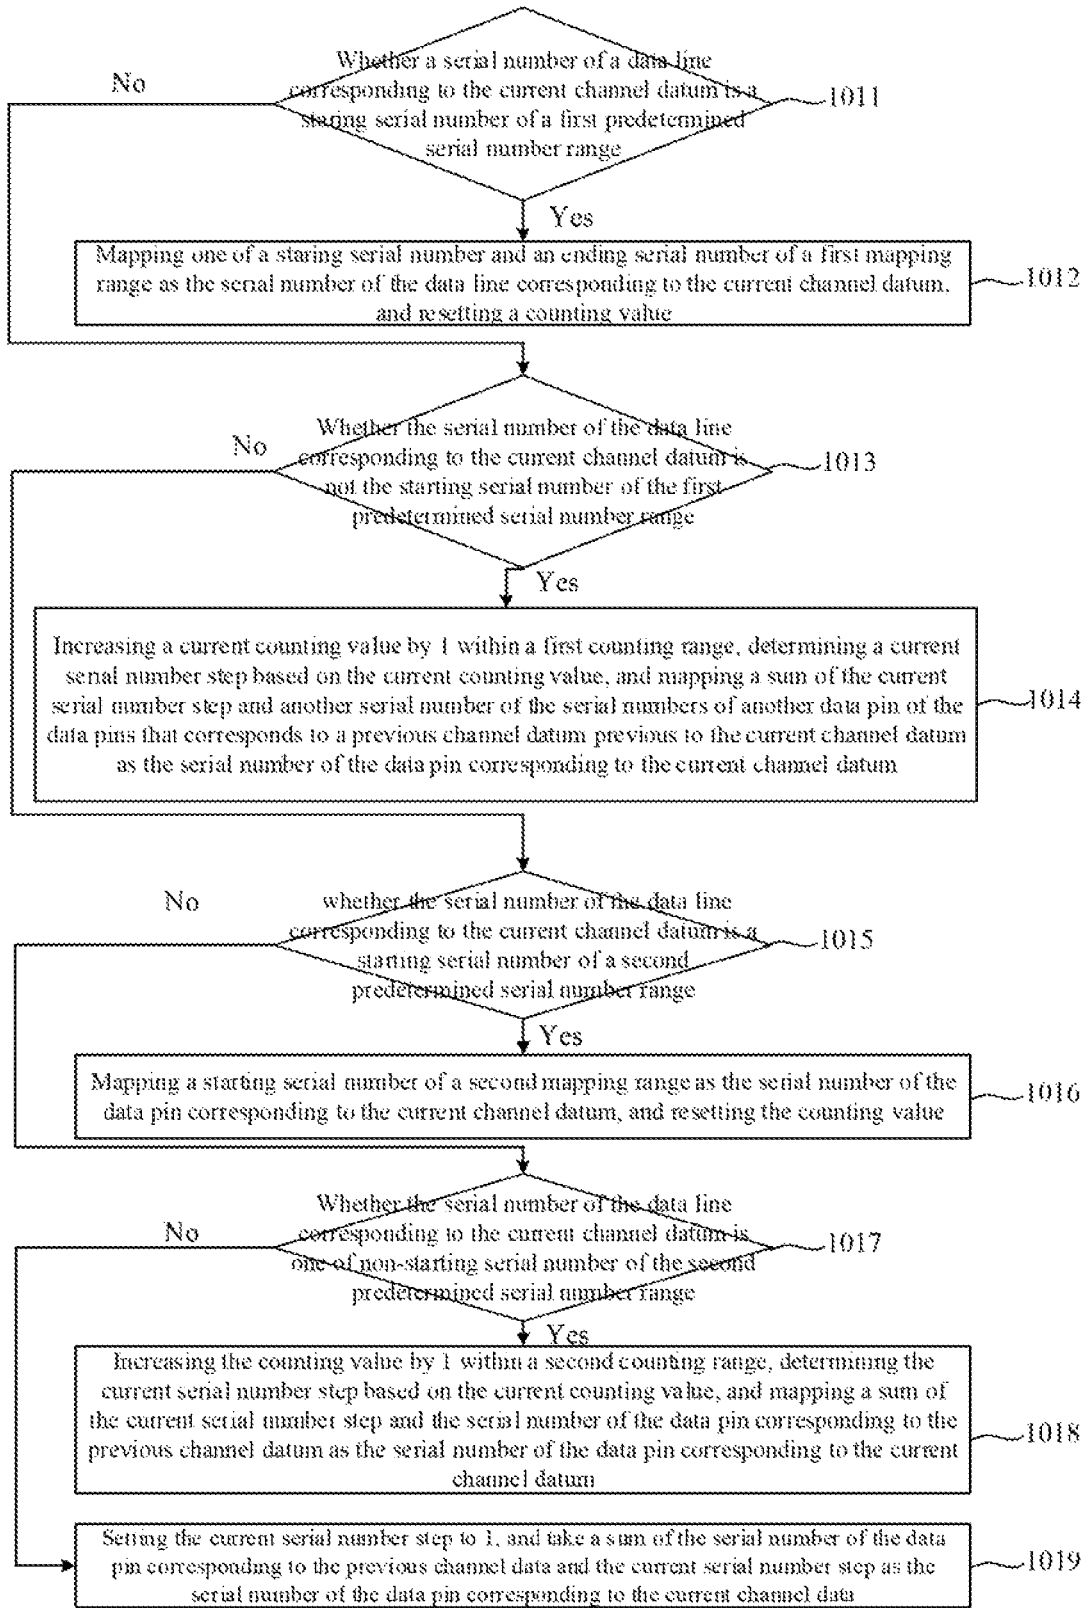 Whether a serial number of a data line
corresponding to the current channel datum is a
staring serial number of a first predetermined
serial number range
No
1011
Yes
Mapping one of a staring serial number and an ending serial number of a first mapping
range as the serial number of the data line corresponding to the current channel datum,
and resetting a counting value
1012
Whether the serial number of the data line
corresponding to the current channel datum is
not the starting serial number of the first
predetermined serial number range
No
1013
Yes
Increasing a current counting value by 1 within a first counting range, determining a current
serial number step based on the current counting value, and mapping a sum of the current
serial number step and another serial number of the serial numbers of another data pin of the
data pins that corresponds to a previous channel datum previous to the current channel datum
as the serial number of the data pin corresponding to the current channel datum
1014
whether the serial number of the data line
corresponding to the current channel datum is a
starting serial number of a second
predetermined serial number range
No
1015
Yes
Mapping a starting serial number of a second mapping range as the serial number of the
data pin corresponding to the current channel datum, and resetting the counting value
1016
Whether the serial number of the data line
corresponding to the current channel datum is
one of non-starting serial number of the second
predetermined serial number range
No
1017
Yes
Increasing the counting value by 1 within a second counting range, determining the
current serial number step based on the current counting value, and mapping a sum of
the current serial number step and the serial number of the data pin corresponding to the
previous channel datum as the serial number of the data pin corresponding to the current
channel datum
1018
Setting the current serial number step to 1, and take a sum of the serial number of the data
pin corresponding to the previous channel data and the current serial number step as the
serial number of the data pin corresponding to the current channel data
1019